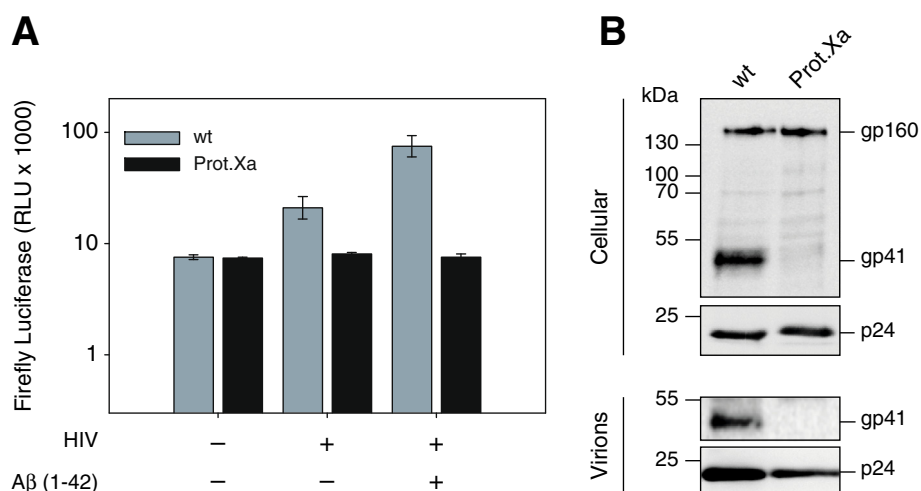 A
Firefly Luciferase (RLU x 1000)
100
10
1
wt
Prot.Xa
HIV − + +
Aβ (1-42) − − +
B
wt Prot.Xa
kDa
Cellular
130
100
70
55
gp160
gp41
25
p24
Virions
55
gp41
25
p24